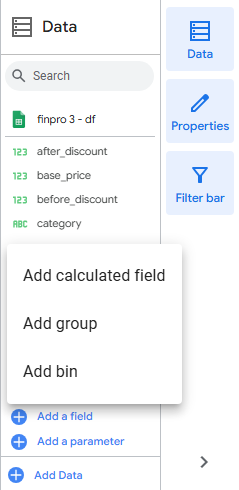 Data
Search
finpro 3 - df
123 after_discount
123 base_price
123 before_discount
ABC category
Add calculated field
Add group
Add bin
Add a field
Add a parameter
Add Data
Data
Properties
Filter bar